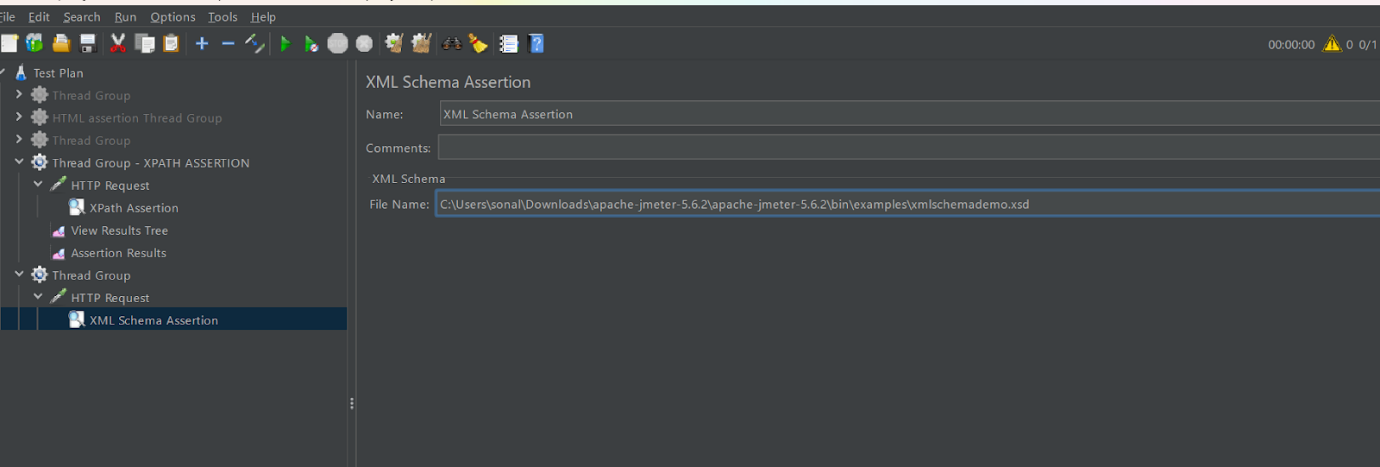 File Edit Search Run Options Tools Help
00:00:00 0 0/1
Test Plan
Thread Group
HTML assertion Thread Group
Thread Group
Thread Group - XPATH ASSERTION
HTTP Request
XPath Assertion
View Results Tree
Assertion Results
Thread Group
HTTP Request
XML Schema Assertion
XML Schema Assertion
Name: XML Schema Assertion
Comments:
XML Schema
File Name: C:\Users\sonal\Downloads\apache-jmeter-5.6.2\apache-jmeter-5.6.2\bin\examples\xmlschemademo.xsd